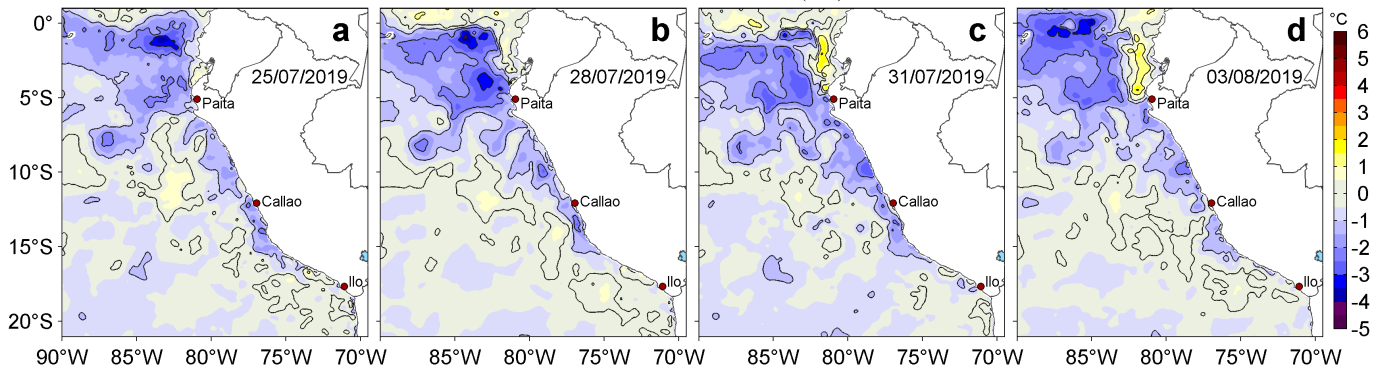 a
b
c
d
°C
0°
5°S
10°S
15°S
20°S
25/07/2019
28/07/2019
31/07/2019
03/08/2019
Paita
Paita
Paita
Paita
Callao
Callao
Callao
Callao
Ilo
Ilo
Ilo
Ilo
90°W
85°W
80°W
75°W
70°W
85°W
80°W
75°W
70°W
85°W
80°W
75°W
70°W
85°W
80°W
75°W
70°W
6
5
4
3
2
1
0
-1
-2
-3
-4
-5